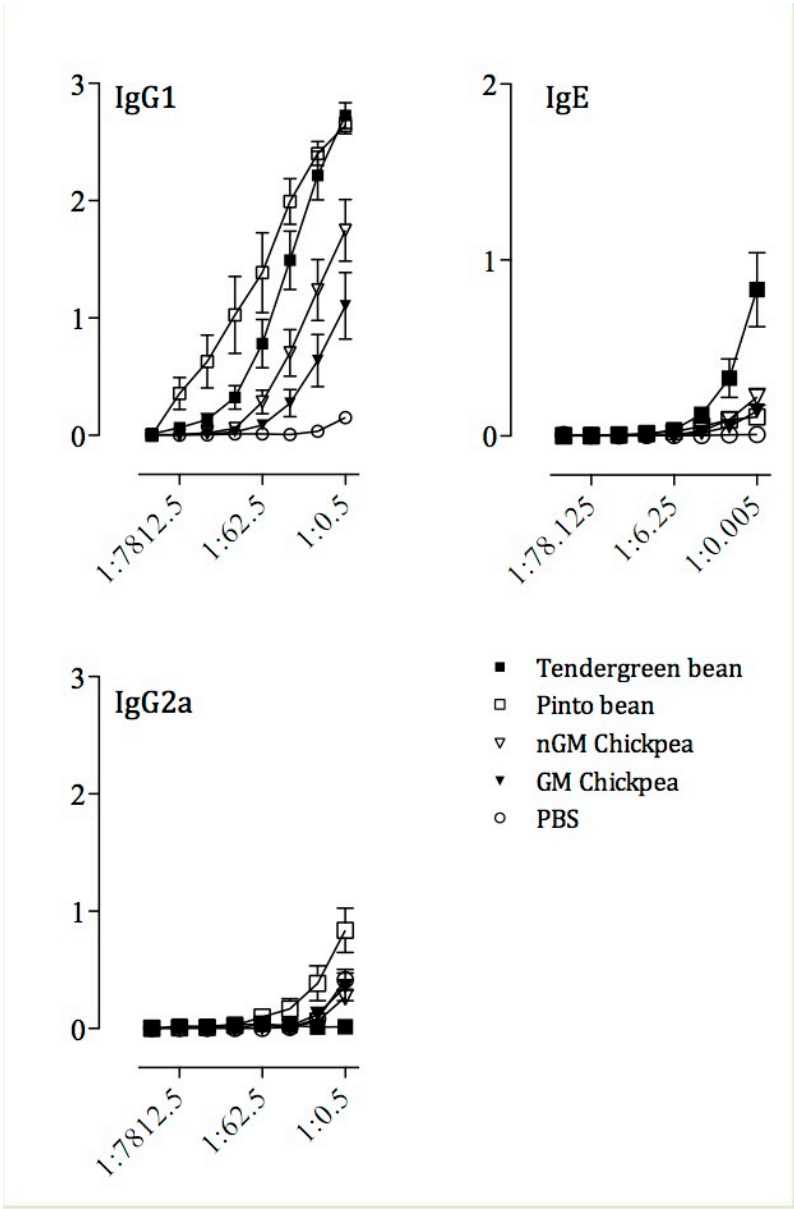 IgG1
3
2
1
0
1:7812.5
1:62.5
1:0.5
IgE
2
1
0
1:78.125
1:6.25
1:0.005
IgG2a
3
2
1
0
1:7812.5
1:62.5
1:0.5
Tendergreen bean
Pinto bean
nGM Chickpea
GM Chickpea
PBS